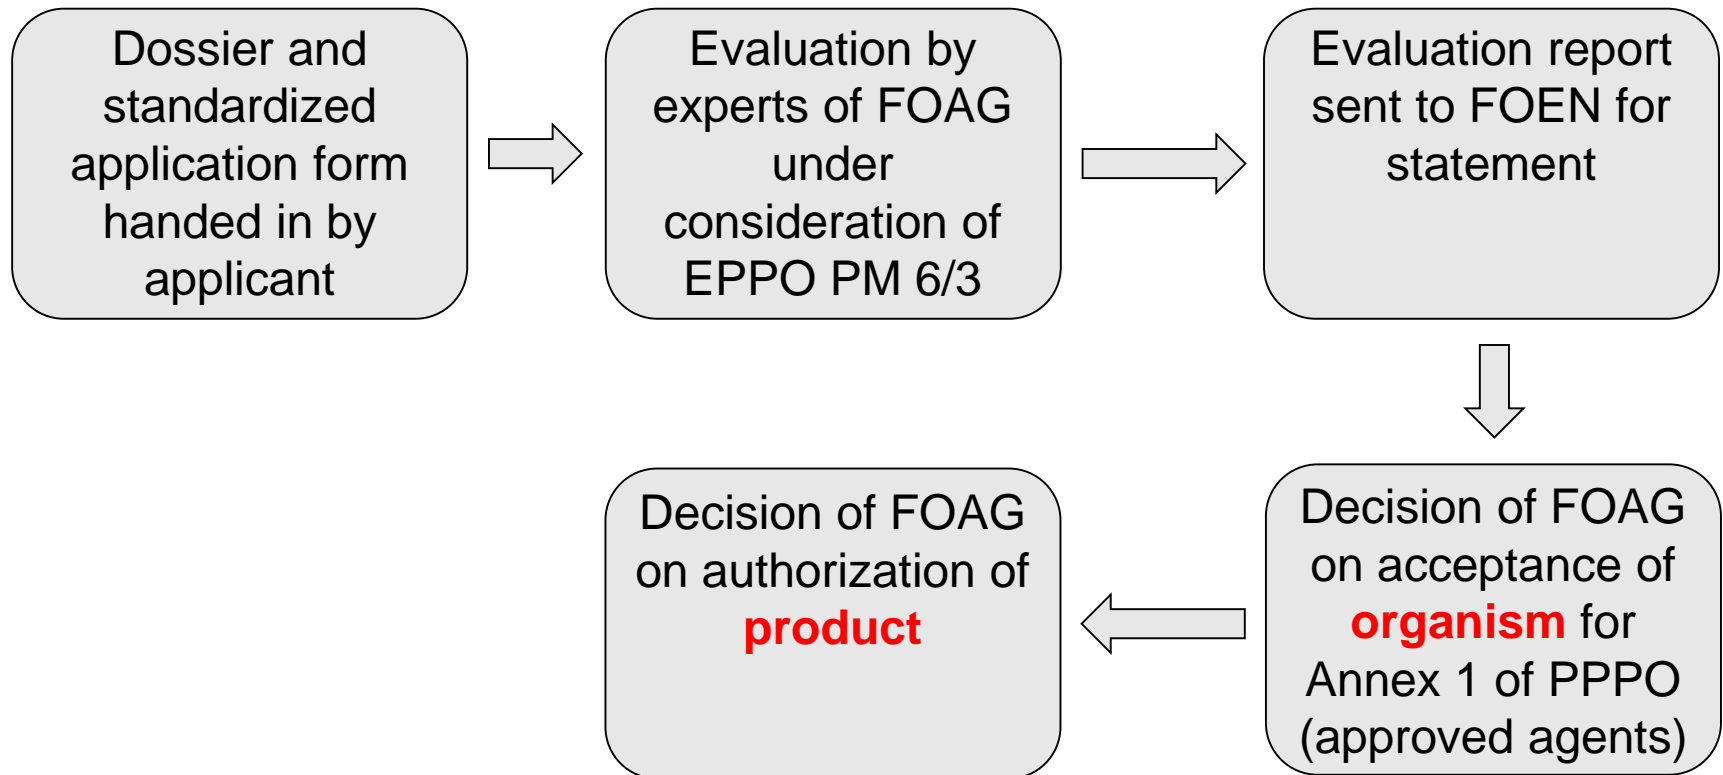 Dossier and
standardized
application form
handed in by
applicant
Evaluation by
experts of FOAG
under
consideration of
EPPO PM 6/3
Evaluation report
sent to FOEN for
statement
Decision of FOAG
on acceptance of
organism for
Annex 1 of PPPO
(approved agents)
Decision of FOAG
on authorization of
product